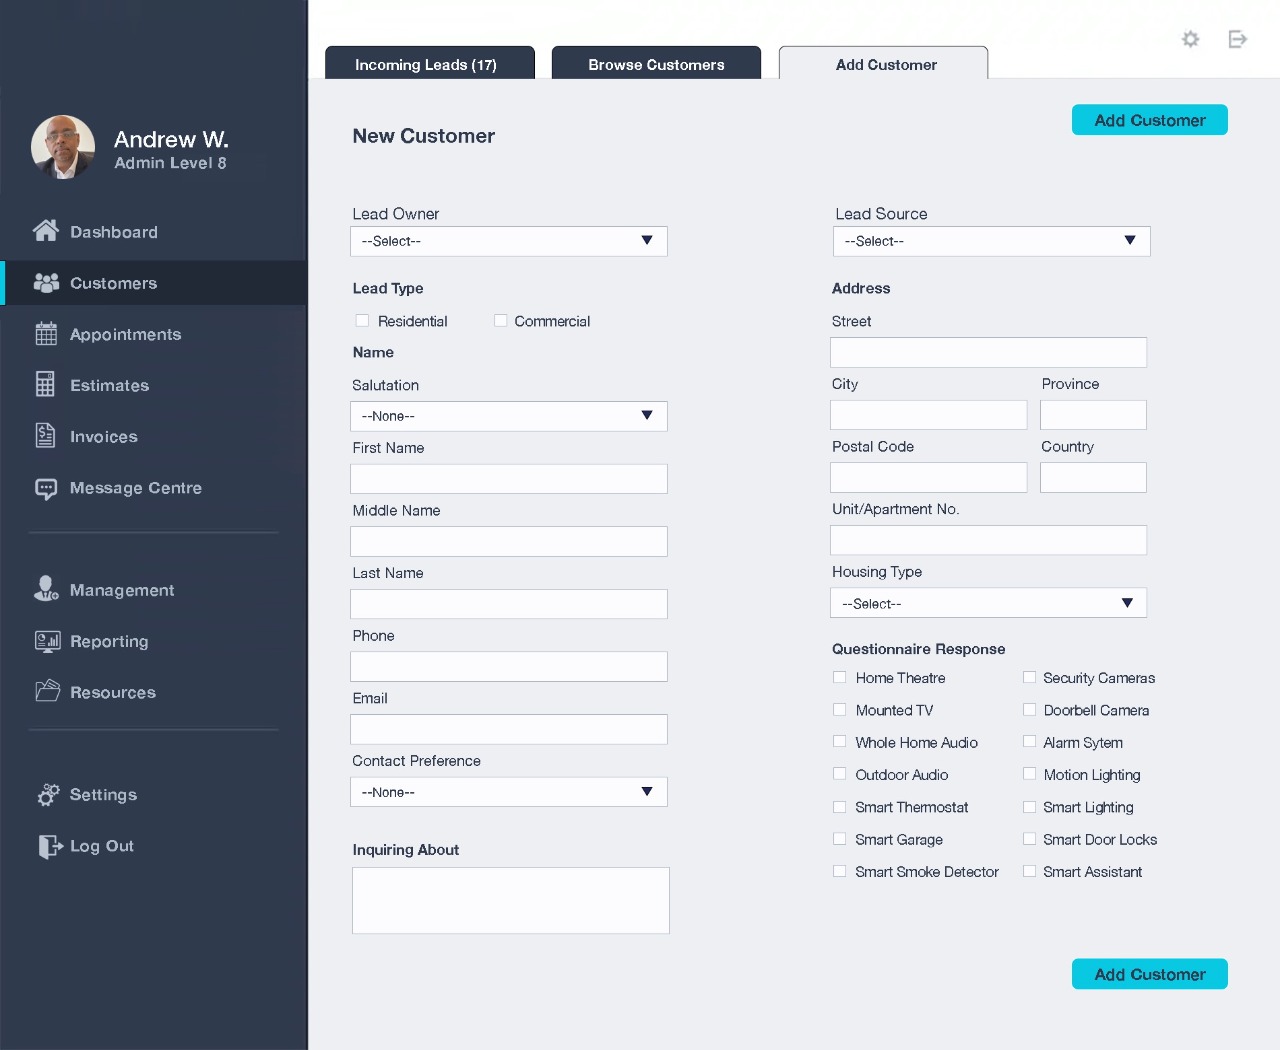 Incoming Leads (17)
Browse Customers
Add Customer
Andrew W.
Admin Level 8
Dashboard
Customers
Appointments
Estimates
Invoices
Message Centre
Management
Reporting
Resources
Settings
Log Out
New Customer
Add Customer
Lead Owner
--Select--
Lead Type
Residential
Commercial
Name
Salutation
--None--
First Name
Middle Name
Last Name
Phone
Email
Contact Preference
--None--
Inquiring About
Lead Source
--Select--
Address
Street
City
Province
Postal Code
Country
Unit/Apartment No.
Housing Type
--Select--
Questionnaire Response
Home Theatre
Security Cameras
Mounted TV
Doorbell Camera
Whole Home Audio
Alarm Sytem
Outdoor Audio
Motion Lighting
Smart Thermostat
Smart Lighting
Smart Garage
Smart Door Locks
Smart Smoke Detector
Smart Assistant
Add Customer